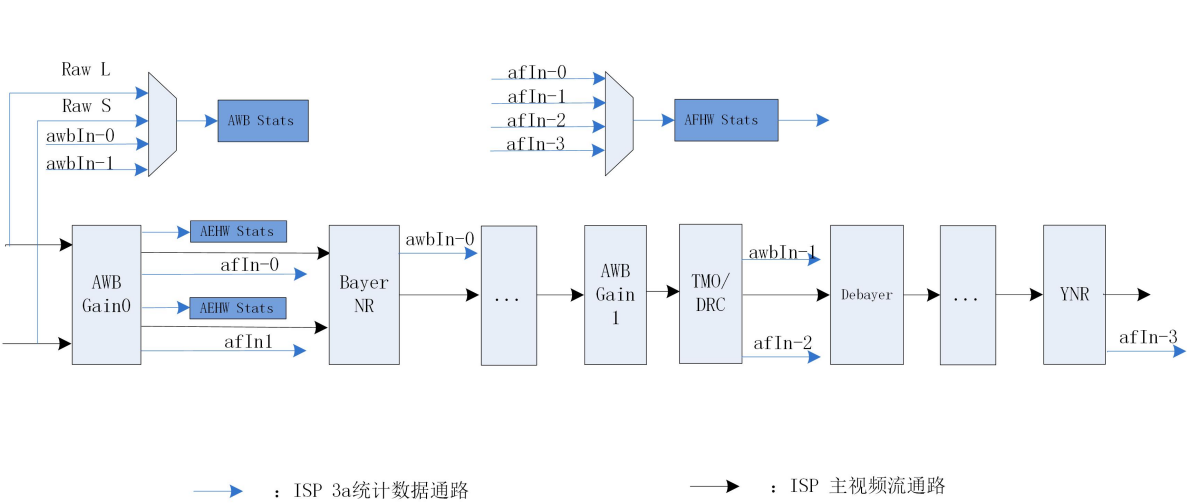 Raw L
Raw S
awbIn-0
awbIn-1
AWB Stats
afIn-0
afIn-1
afIn-2
afIn-3
AFHW Stats
AWB
Gain0
AEHW Stats
afIn-0
AEHW Stats
afIn1
Bayer
NR
awbIn-0
...
AWB
Gain
1
TMO/
DRC
awbIn-1
afIn-2
Debayer
...
YNR
afIn-3
：ISP 3a统计数据通路
：ISP 主视频流通路